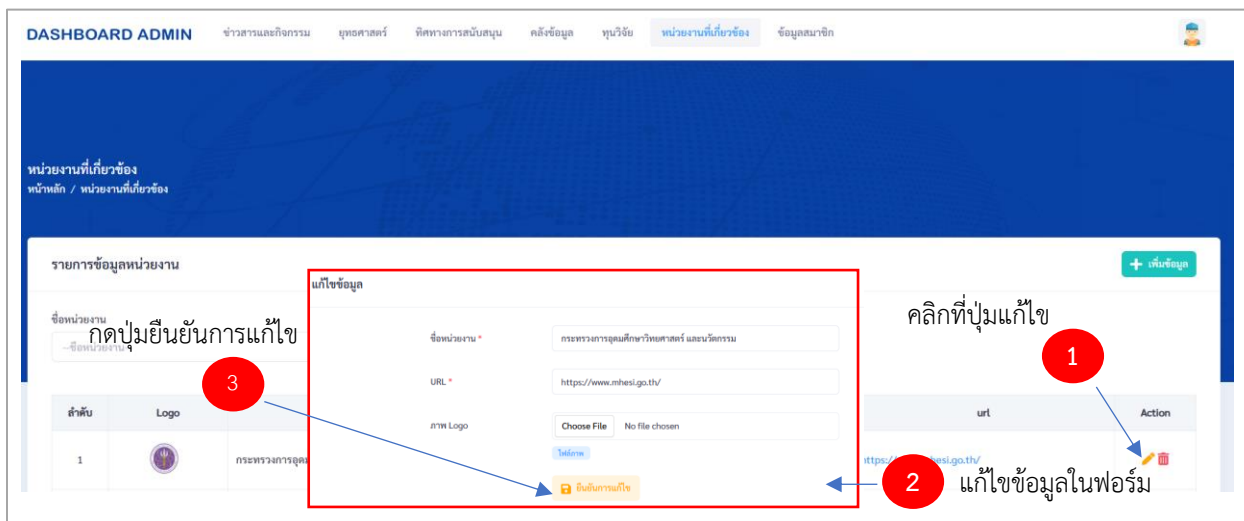 DASHBOARD ADMIN ข่าวสารและกิจกรรม ยุทธศาสตร์ ทิศทางการสนับสนุน คลังข้อมูล ทุนวิจัย หน่วยงานที่เกี่ยวข้อง ข้อมูลสมาชิก
หน่วยงานที่เกี่ยวข้อง
หน้าหลัก / หน่วยงานที่เกี่ยวข้อง
รายการข้อมูลหน่วยงาน
+ เพิ่มข้อมูล
แก้ไขข้อมูล
คลิกที่ปุ่มแก้ไข
1
ชื่อหน่วยงาน
--ชื่อหน่วยงาน
กดปุ่มยืนยันการแก้ไข
3
ชื่อหน่วยงาน * กระทรวงการอุดมศึกษาวิทยาศาสตร์ และนวัตกรรม
URL * https://www.mhesi.go.th/
ภาพ Logo Choose File No file chosen
ไฟล์ภาพ
ยืนยันการแก้ไข
2 แก้ไขข้อมูลในฟอร์ม
ลำดับ Logo url Action
1 กระทรวงการอุดม ttps:/ hesi.go.th/